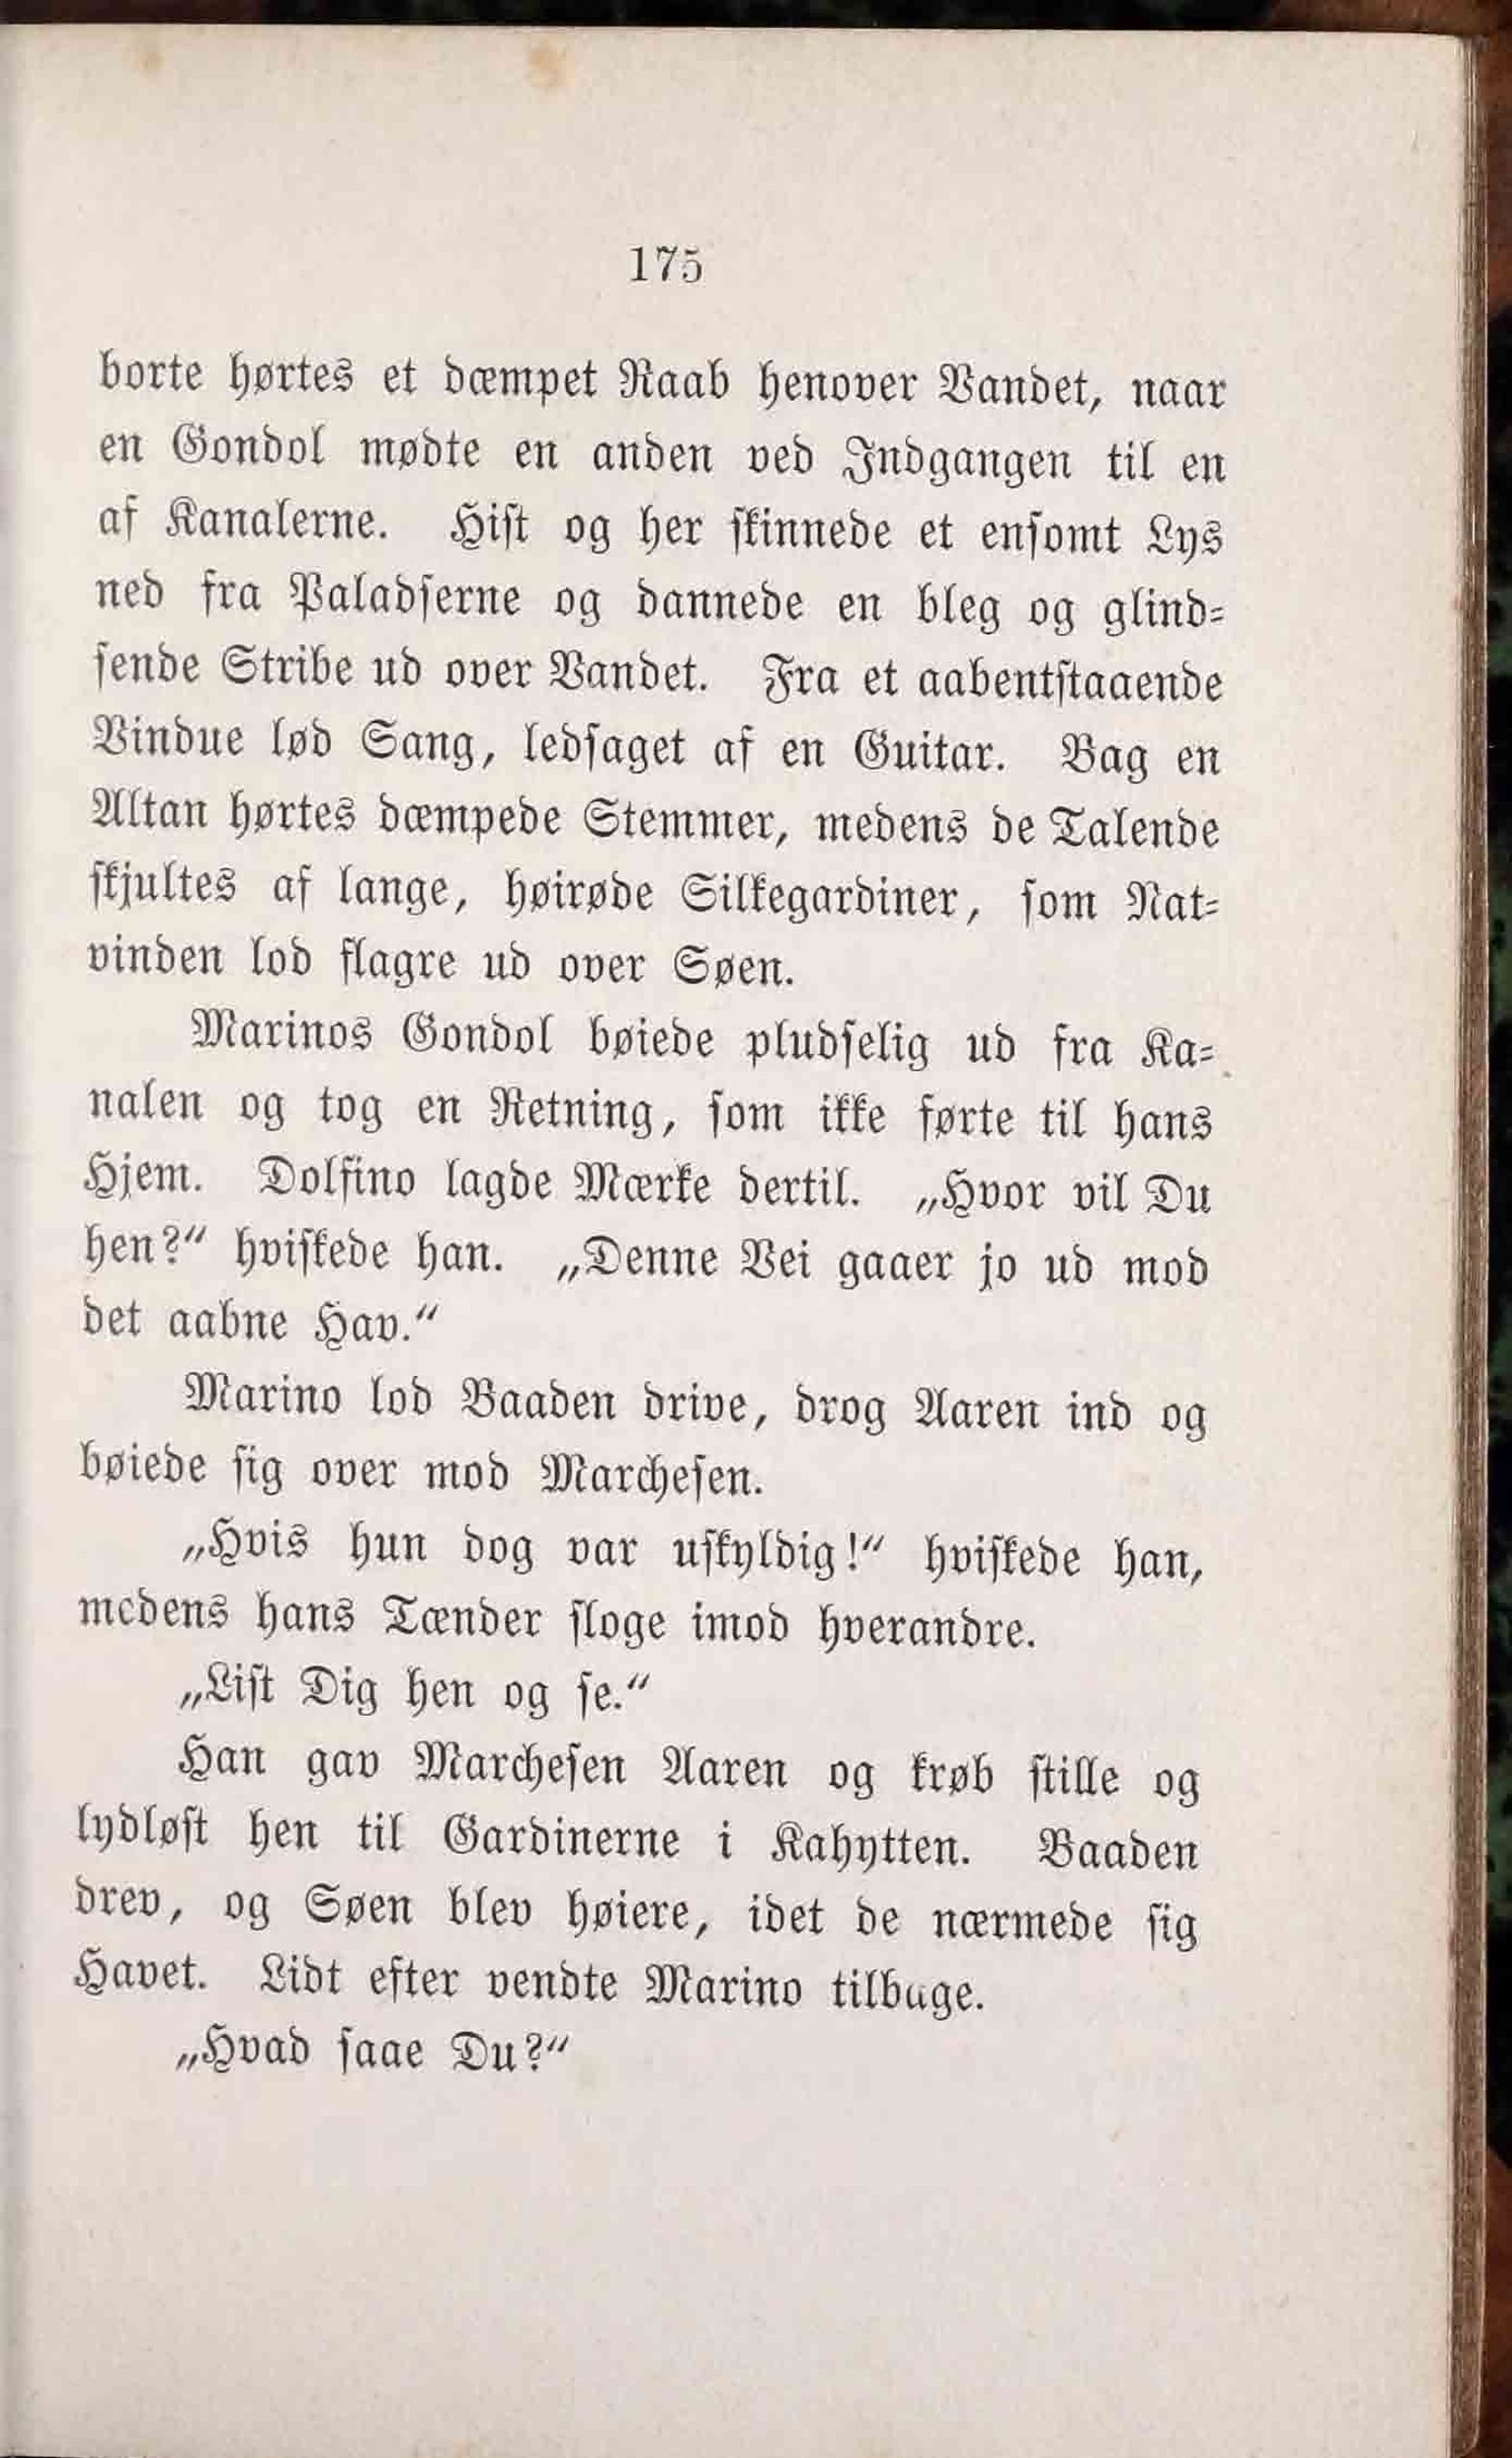 175
borte hørtes et dæmpet Raab henover Vandet, naar
en Gondol mødte en anden ved Indgangen til en
af Kanalerne. Hist og her skinnede et ensomt Lys
ned fra Paladserne og dannede en bleg og glind-
sende Stribe ud over Vandet. Fra et aabentstaaende
Vindue lød Sang, ledsaget af en Guitar. Bag en
Altan hørtes dæmpede Stemmer, medens de Talende
skjultes af lange, høirøde Silkegardiner, som Nat-
vinden lod flagre ud over Søen.
Marinos Gondol bøiede pludselig ud fra Ka-
nalen og tog en Retning, som ikke førte til hans
Hjem. Dolfino lagde Mærke dertil. „Hvor vil Du
hen?“ hviskede han. „Denne Vei gaaer jo ud mod
det aabne Hav.“
Marino lod Baaden drive, drog Aaren ind og
bøiede sig over mod Marchesen.
„Hvis hun dog var uskyldig!“ hviskede han,
medens hans Tænder sloge imod hverandre.
„List Dig hen og se.“
Han gav Marchesen Aaren og krøb stille og
lydløst hen til Gardinerne i Kahytten. Baaden
drev, og Søen blev høiere, idet de nærmede sig
Havet. Lidt efter vendte Marino tilbage.
„Hvad saae Du?“